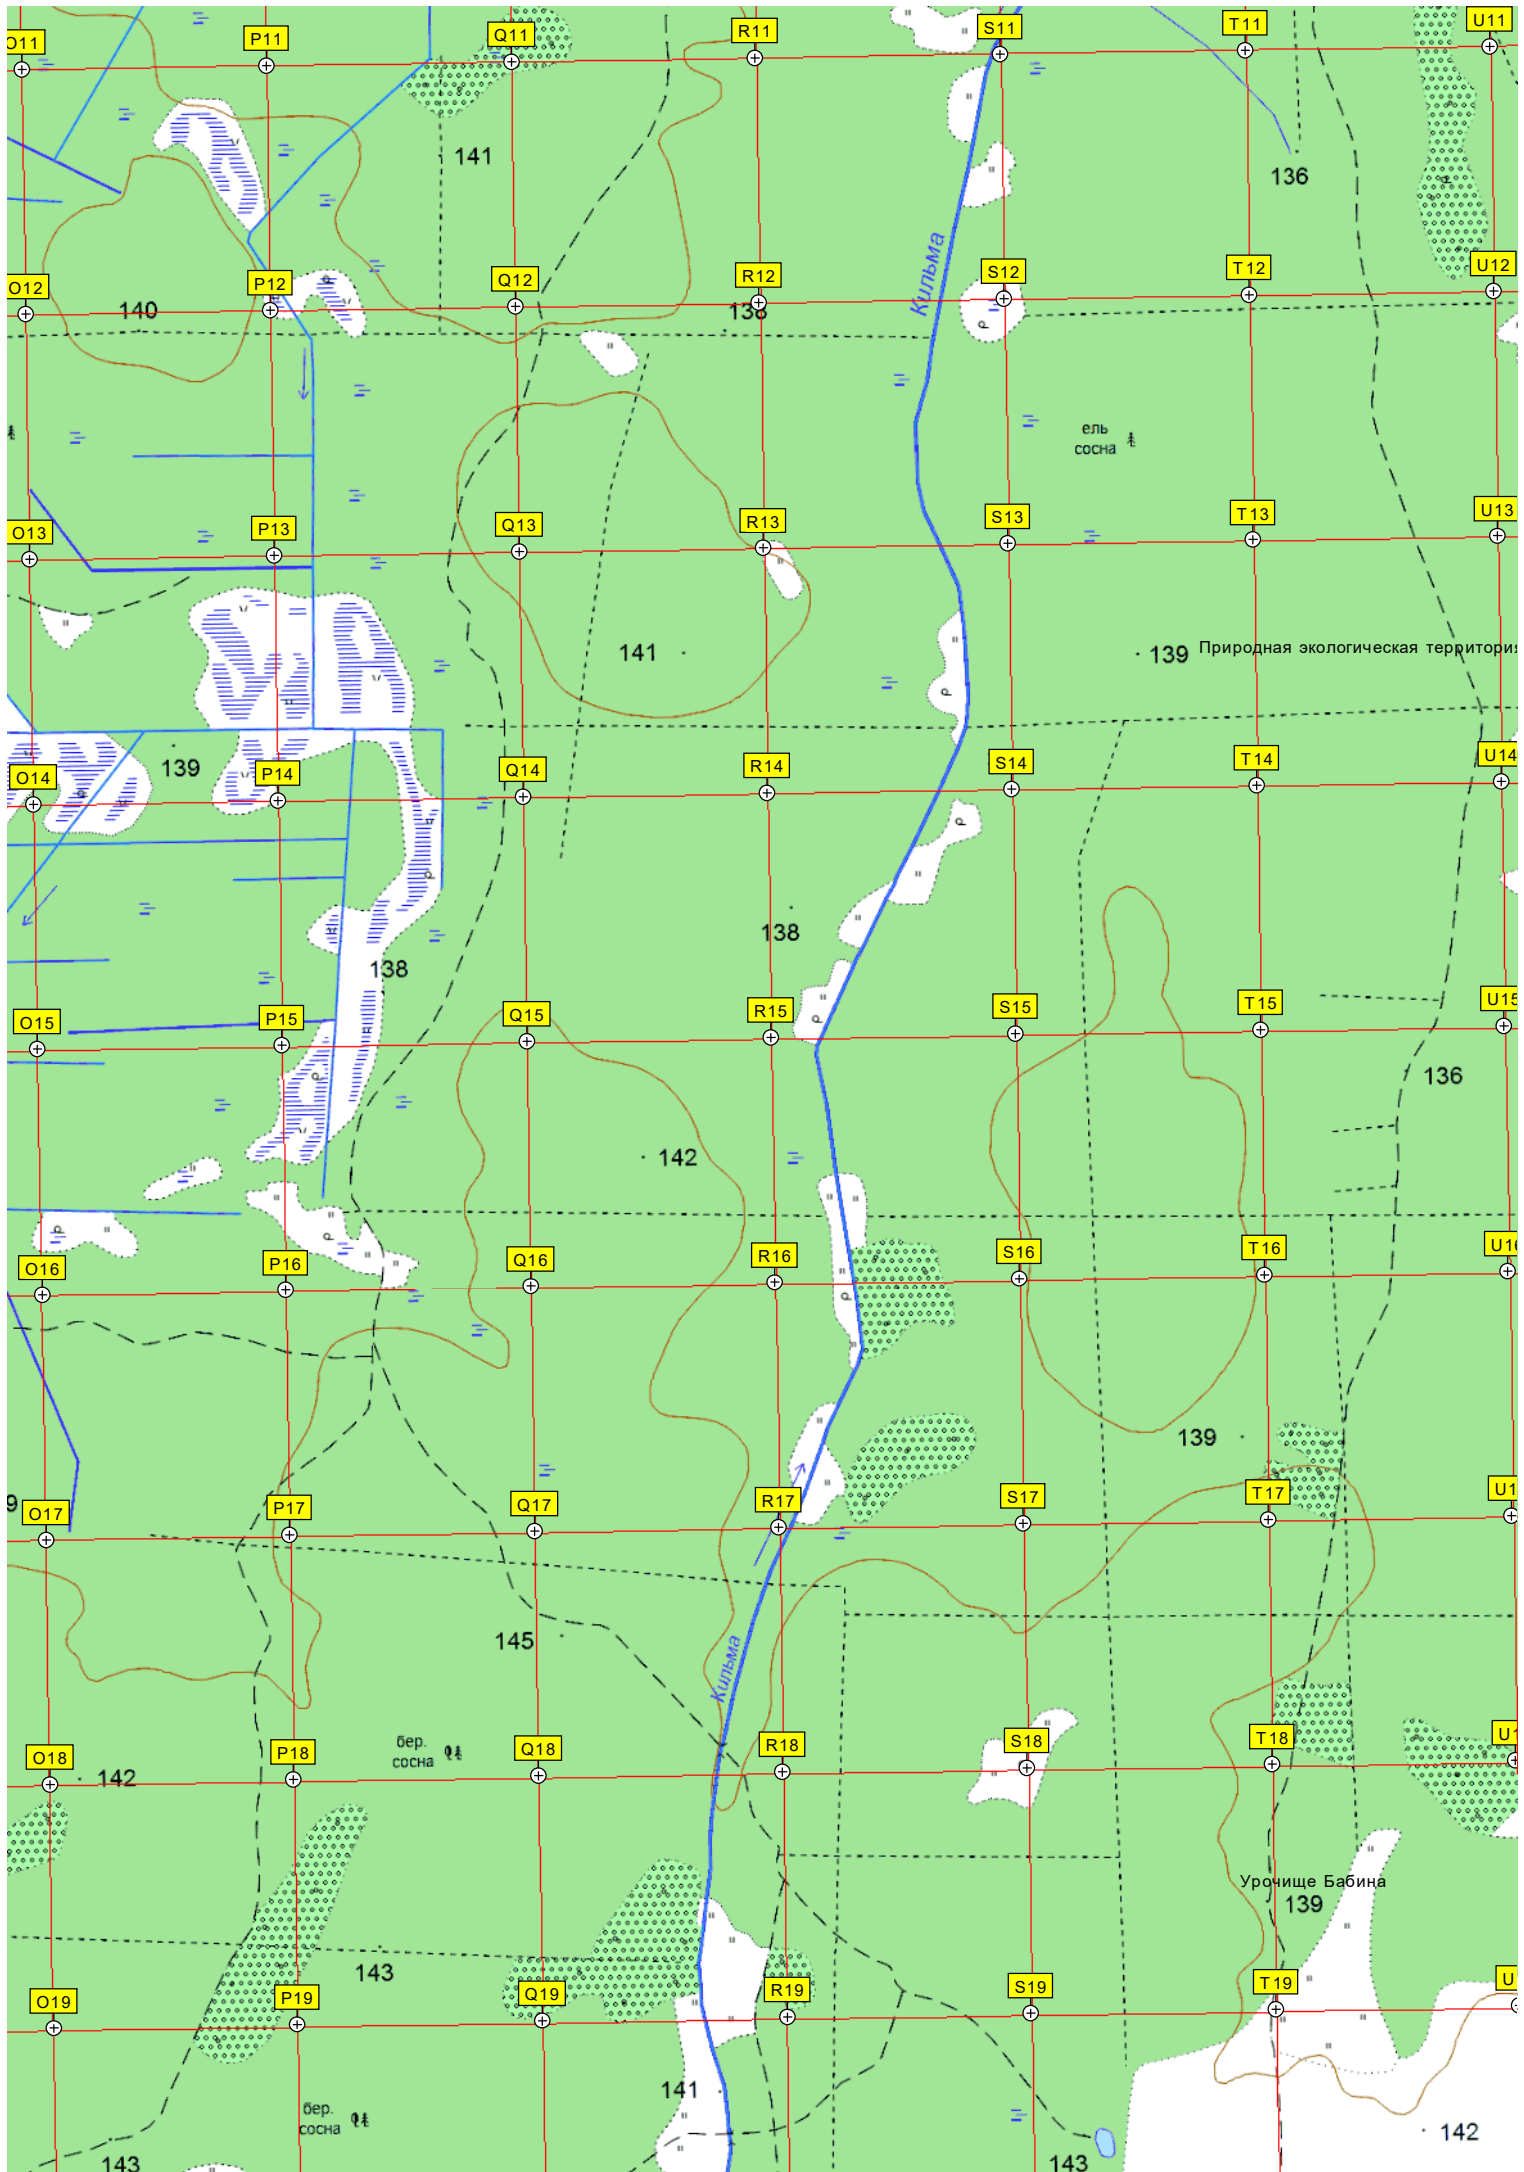 O11
P11
Q11
R11
S11
T11
U11
141
136
Кильма
O12
P12
Q12
R12
S12
T12
U12
140
138
ель
сосна
O13
P13
Q13
R13
S13
T13
U13
141
139
Природная экологическая территория
139
O14
P14
Q14
R14
S14
T14
U14
138
138
O15
P15
Q15
R15
S15
T15
U15
136
142
O16
P16
Q16
R16
S16
T16
U16
139
9
O17
P17
Q17
R17
S17
T17
U1
145
Кильма
бер.
сосна
O18
P18
Q18
R18
S18
T18
U1
142
Урочище Бабина
139
143
O19
P19
Q19
R19
S19
T19
U
141
бер.
сосна
142
143
143